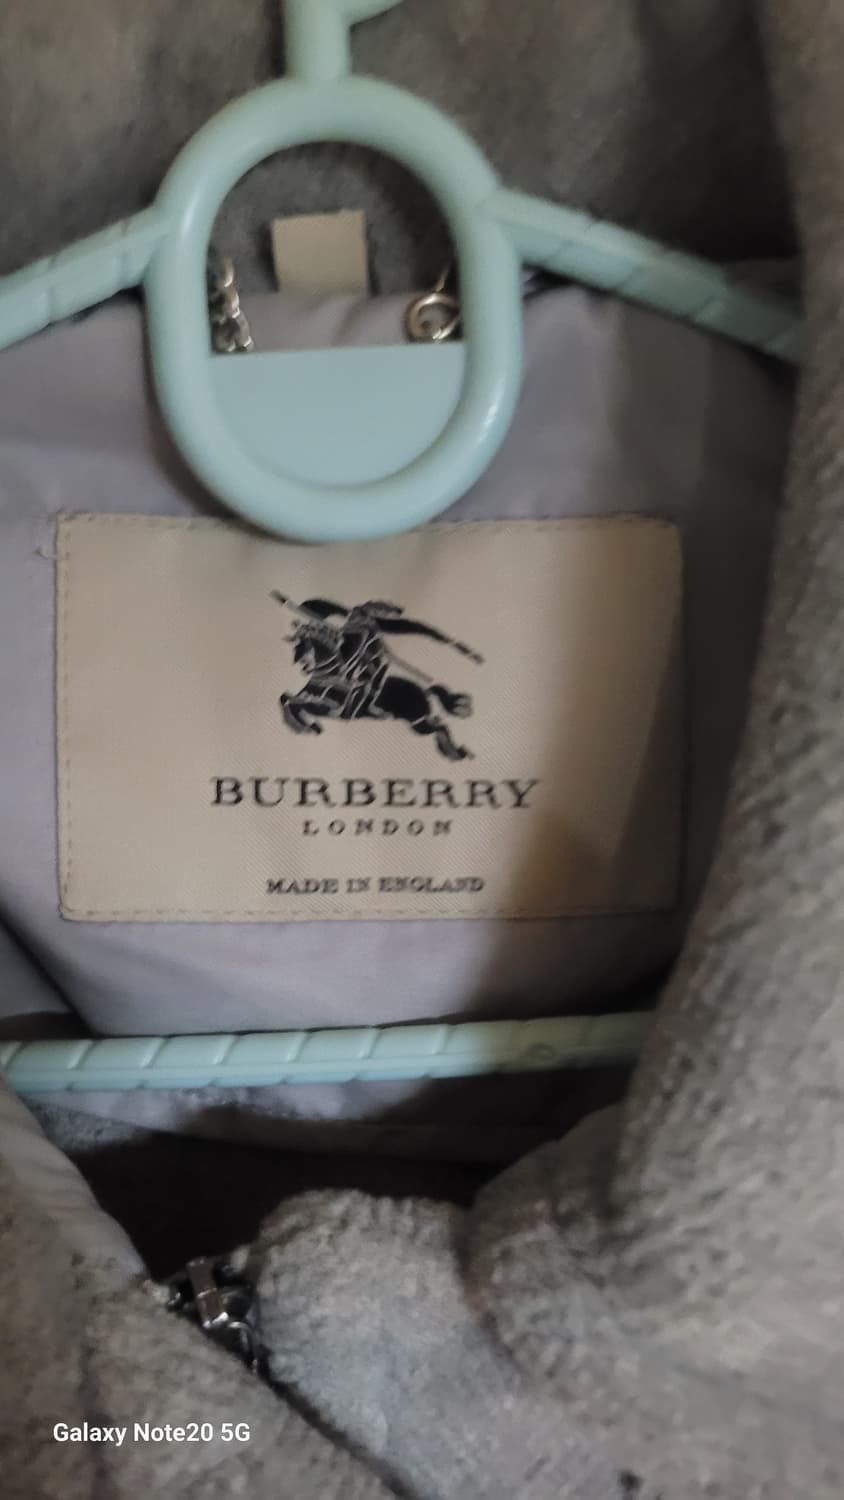 BURBERRY
LONDON
MADE IN ENGLAND
Galaxy Note20 5G